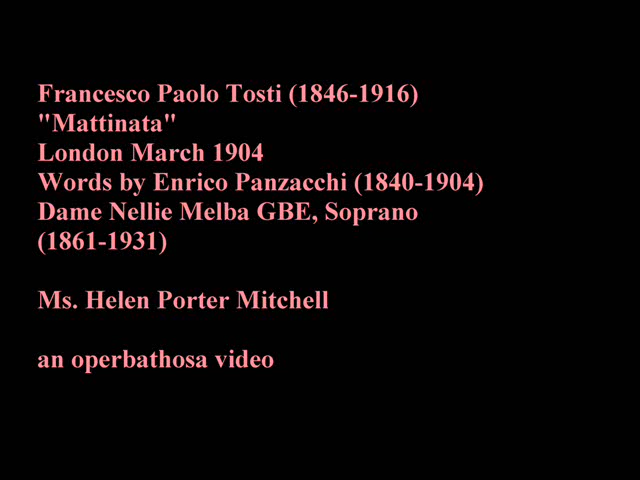 Francesco Paolo Tosti (1846-1916)
"Mattinata"
London March 1904
Words by Enrico Panzacchi (1840-1904)
Dame Nellie Melba GBE, Soprano
(1861-1931)
Ms. Helen Porter Mitchell
an operbathosa video